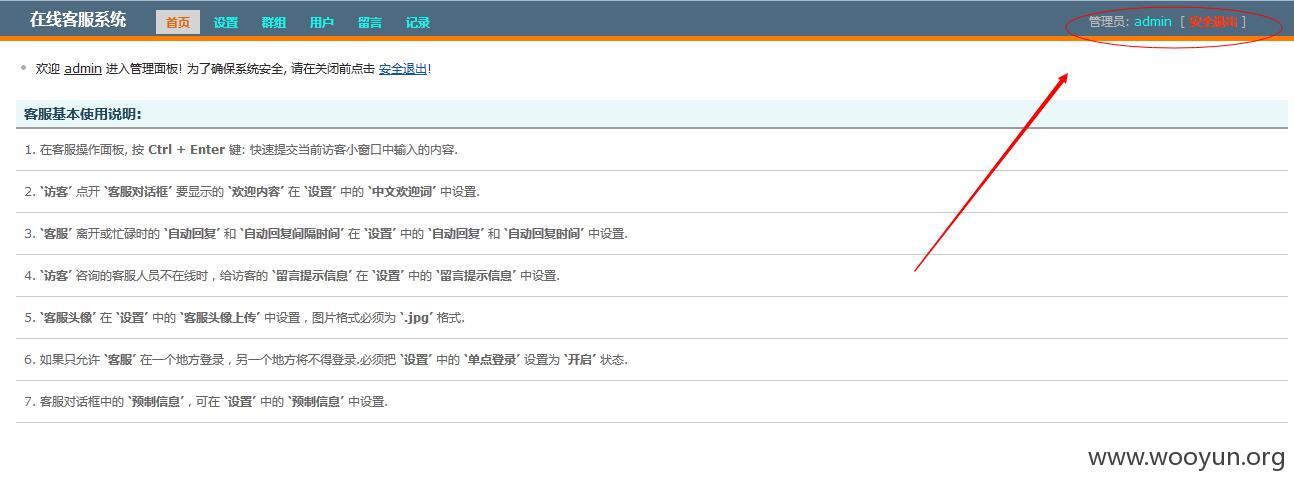 在线客服系统 首页 设置 群组 用户 留言 记录 管理员: admin [ 安全退出 ]
欢迎 admin 进入管理面板! 为了确保系统安全, 请在关闭前点击 安全退出!
客服基本使用说明:
1. 在客服操作面板, 按 Ctrl + Enter 键: 快速提交当前访客小窗口中输入的内容.
2. `访客´ 点开 `客服对话框´ 要显示的 `欢迎内容´ 在 `设置´ 中的 `中文欢迎词´ 中设置.
3. `客服´ 离开或忙碌时的 `自动回复´ 和 `自动回复间隔时间´ 在 `设置´ 中的 `自动回复´ 和 `自动回复时间´ 中设置.
4. `访客´ 咨询的客服人员不在线时，给访客的 `留言提示信息´ 在 `设置´ 中的 `留言提示信息´ 中设置.
5. `客服头像´ 在 `设置´ 中的 `客服头像上传´ 中设置，图片格式必须为 `.jpg´ 格式.
6. 如果只允许 `客服´ 在一个地方登录，另一个地方将不得登录.必须把 `设置´ 中的 `单点登录´ 设置为 `开启´ 状态.
7. 客服对话框中的 `预制信息´，可在 `设置´ 中的 `预制信息´ 中设置.
www.wooyun.org